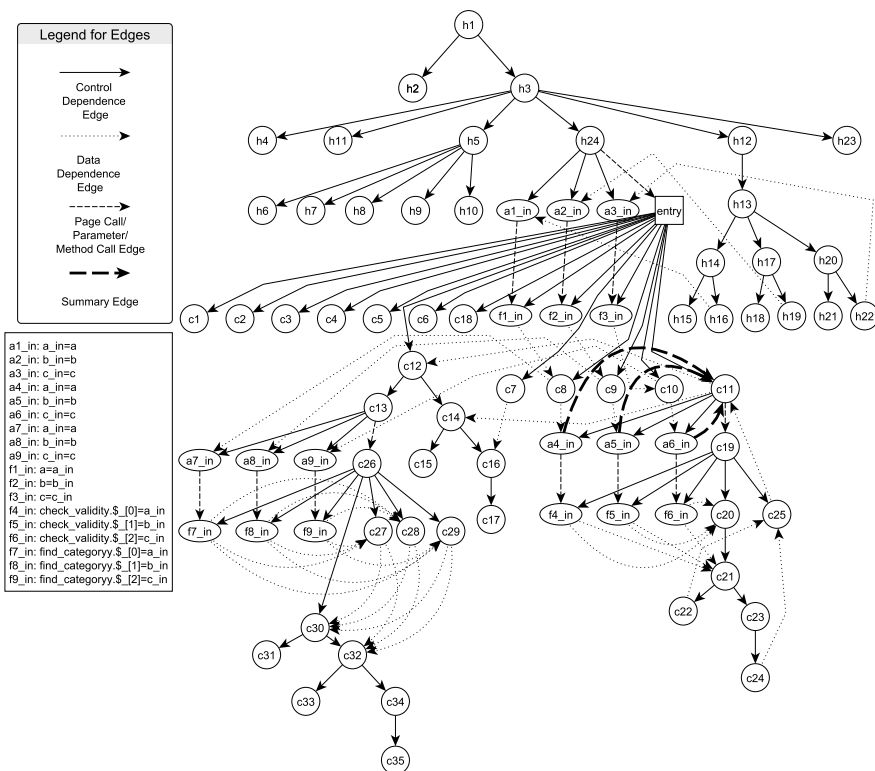 Legend for Edges
Control
Dependence
Edge
Data
Dependence
Edge
Page Call/
Parameter/
Method Call Edge
Summary Edge
h1
h2
h3
h4
h11
h5
h24
h12
h23
h6
h7
h8
h9
h10
a1_in
a2_in
a3_in
entry
h13
h14
h17
h20
c1
c2
c3
c4
c5
c6
c18
f1_in
f2_in
f3_in
h15
h16
h18
h19
h21
h22
a1_in: a_in=a
a2_in: b_in=b
a3_in: c_in=c
a4_in: a_in=a
a5_in: b_in=b
a6_in: c_in=c
a7_in: a_in=a
a8_in: b_in=b
a9_in: c_in=c
f1_in: a=a_in
f2_in: b=b_in
f3_in: c=c_in
f4_in: check_validity.$_[0]=a_in
f5_in: check_validity.$_[1]=b_in
f6_in: check_validity.$_[2]=c_in
f7_in: find_categoryy.$_[0]=a_in
f8_in: find_categoryy.$_[1]=b_in
f9_in: find_categoryy.$_[2]=c_in
c12
c7
c8
c9
c10
c11
c13
c14
a7_in
a8_in
a9_in
c26
c15
c16
a4_in
a5_in
a6_in
c19
f7_in
f8_in
f9_in
c27
c28
c29
c17
f4_in
f5_in
f6_in
c20
c25
c21
c22
c23
c24
c30
c31
c32
c33
c34
c35